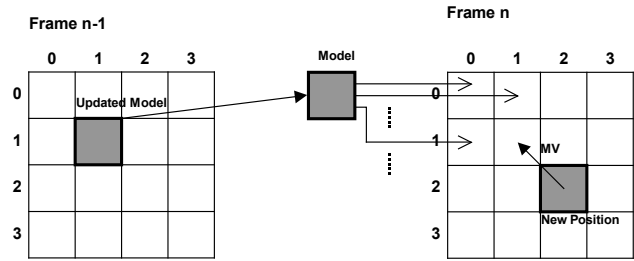 Frame n-1
Frame n
Model
0 1 2 3
0 1 2 3
0
Updated Model
0
1
1
MV
2
2
New Position
3
3